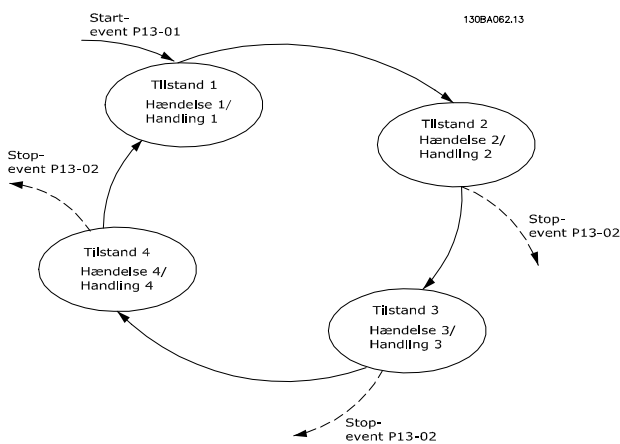 Start-
event P13-01
130BA062.13
Tilstand 1
Hændelse 1/
Handling 1
Tilstand 2
Hændelse 2/
Handling 2
Stop-
event P13-02
Stop-
event P13-02
Tilstand 4
Hændelse 4/
Handling 4
Tilstand 3
Hændelse 3/
Handling 3
Stop-
event P13-02